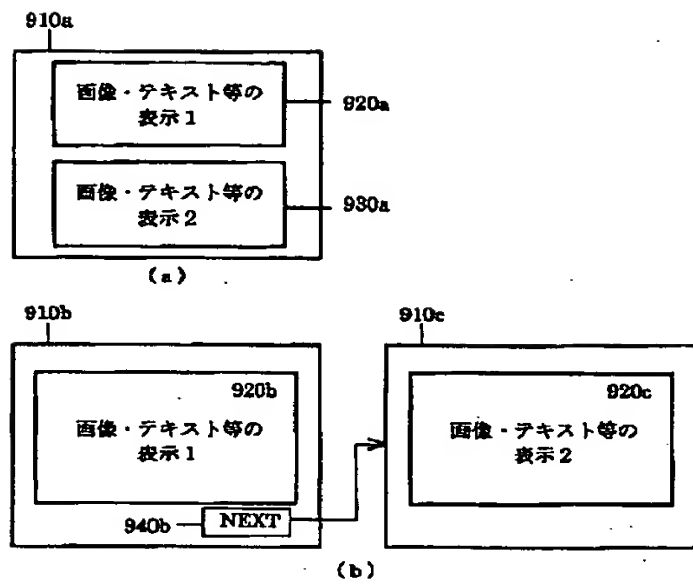 910a
画像・テキスト等の
表示1
920a
画像・テキスト等の
表示2
930a
(a)
910b
910c
920b
画像・テキスト等の
表示1
920c
画像・テキスト等の
表示2
940b
NEXT
(b)